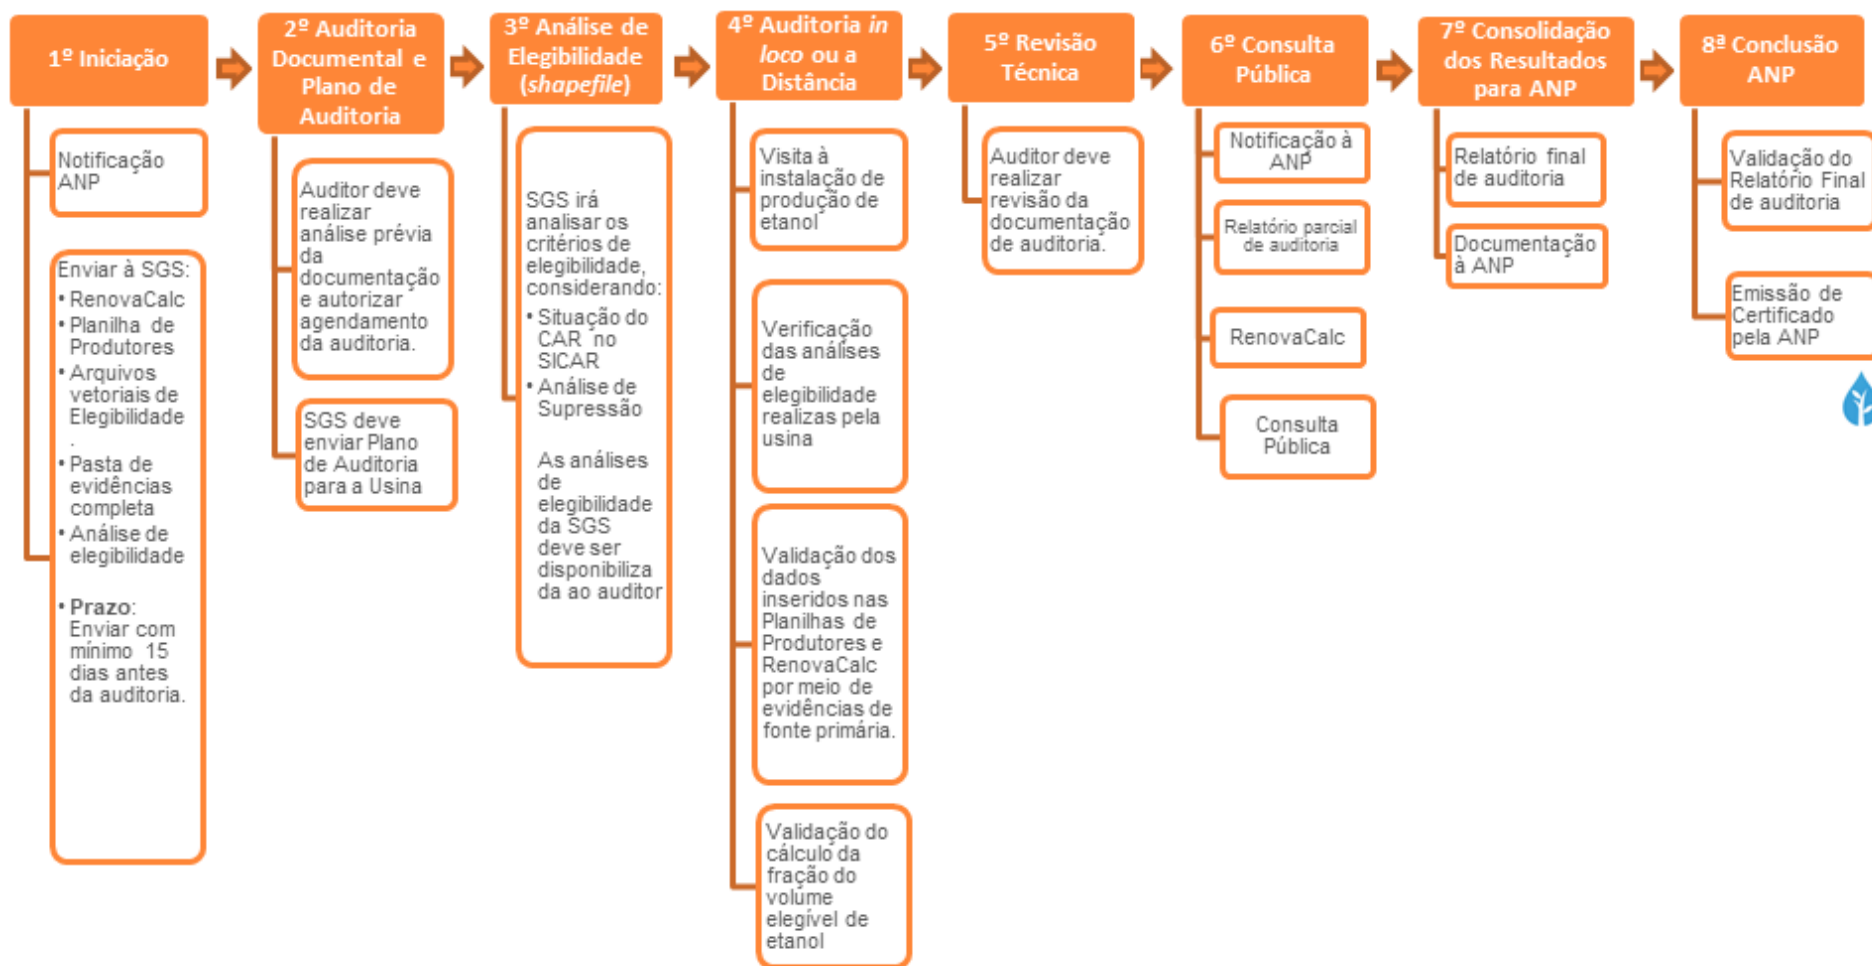 1º Iniciação
Notificação
ANP
Enviar à SGS:
• RenovaCalc
• Planilha de
Produtores
• Arquivos
vetoriais de
Elegibilidade
.
• Pasta de
evidências
completa
• Análise de
elegibilidade
• Prazo:
Enviar com
mínimo 15
dias antes
da auditoria.
2º Auditoria
Documental e
Plano de
Auditoria
Auditor deve
realizar
análise prévia
da
documentação
e autorizar
agendamento
da auditoria.
SGS deve
enviar Plano
de Auditoria
para a Usina
3º Análise de
Elegibilidade
(shapefile)
SGS irá
analisar os
critérios de
elegibilidade,
considerando:
• Situação do
CAR no
SICAR
• Análise de
Supressão
As análises
de
elegibilidade
da SGS
deve ser
disponibiliza
da ao auditor
4º Auditoria in
loco ou a
Distância
Visita à
instalação de
produção de
etanol
Verificação
das análises
de
elegibilidade
realizas pela
usina
Validação dos
dados
inseridos nas
Planilhas de
Produtores e
RenovaCalc
por meio de
evidências de
fonte primária.
Validação do
cálculo da
fração do
volume
elegível de
etanol
5º Revisão
Técnica
Auditor deve
realizar
revisão da
documentação
de auditoria.
6º Consulta
Pública
Notificação à
ANP
Relatório parcial
de auditoria
RenovaCalc
Consulta
Pública
7º Consolidação
dos Resultados
para ANP
Relatório final
de auditoria
Documentação
à ANP
8ª Conclusão
ANP
Validação do
Relatório Final
de auditoria
Emissão de
Certificado
pela ANP